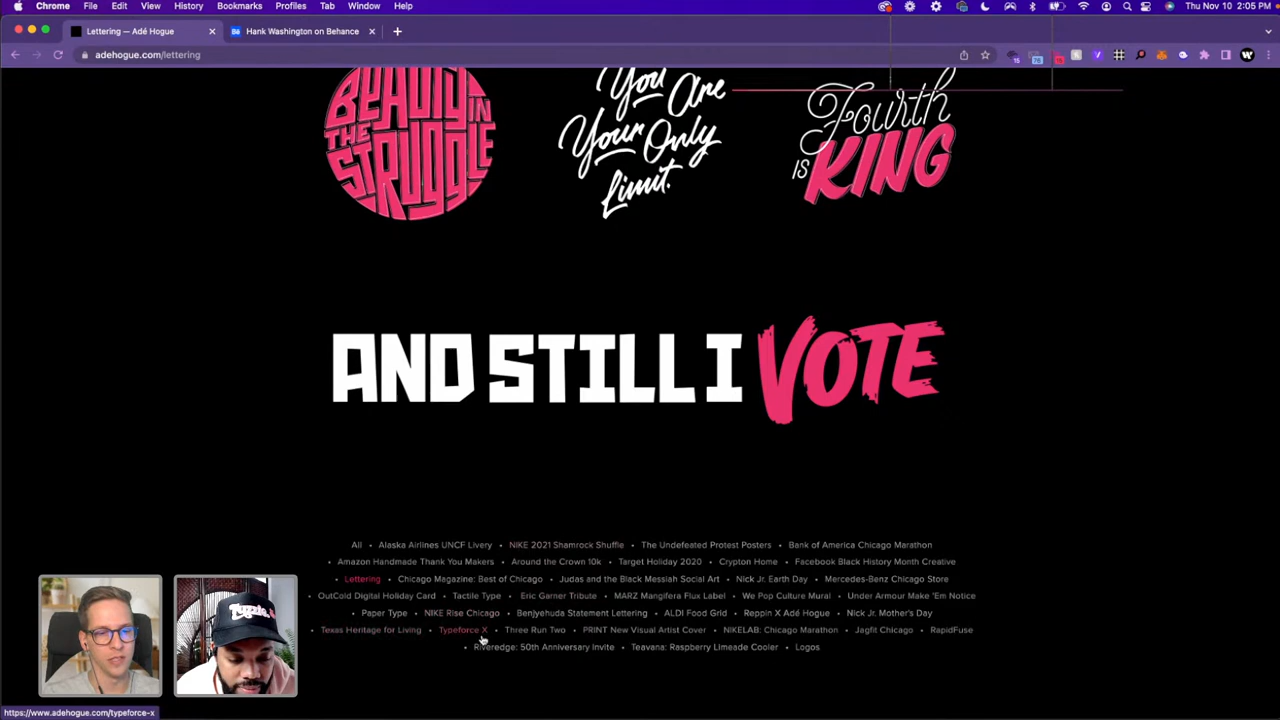 Chrome File Edit View History Bookmarks Profiles Tab Window Help Thu Nov 10 2:05 PM
Lettering — Adé Hogue
Hank Washington on Behance
adehogue.com/lettering
BEAUTY IN
THE
STRUGGLE
You Are
Your Only
Limit.
Fourth
IS KING
AND STILL I VOTE
All • Alaska Airlines UNCF Livery • NIKE 2021 Shamrock Shuffle • The Undefeated Protest Posters • Bank of America Chicago Marathon
• Amazon Handmade Thank You Makers • Around the Crown 10k • Target Holiday 2020 • Crypton Home • Facebook Black History Month Creative
• Lettering • Chicago Magazine: Best of Chicago • Judas and the Black Messiah Social Art • Nick Jr. Earth Day • Mercedes-Benz Chicago Store
• OutCold Digital Holiday Card • Tactile Type • Eric Garner Tribute • MARZ Mangifera Flux Label • We Pop Culture Mural • Under Armour Make 'Em Notice
• Paper Type • NIKE Rise Chicago • Benjyehuda Statement Lettering • ALDI Food Grid • Reppin X Adé Hogue • Nick Jr. Mother's Day
• Texas Heritage for Living • Typeforce X • Three Run Two • PRINT New Visual Artist Cover • NIKELAB: Chicago Marathon • Jagfit Chicago • RapidFuse
• Riveredge: 50th Anniversary Invite • Teavana: Raspberry Limeade Cooler • Logos
https://www.adehogue.com/typeforce-x